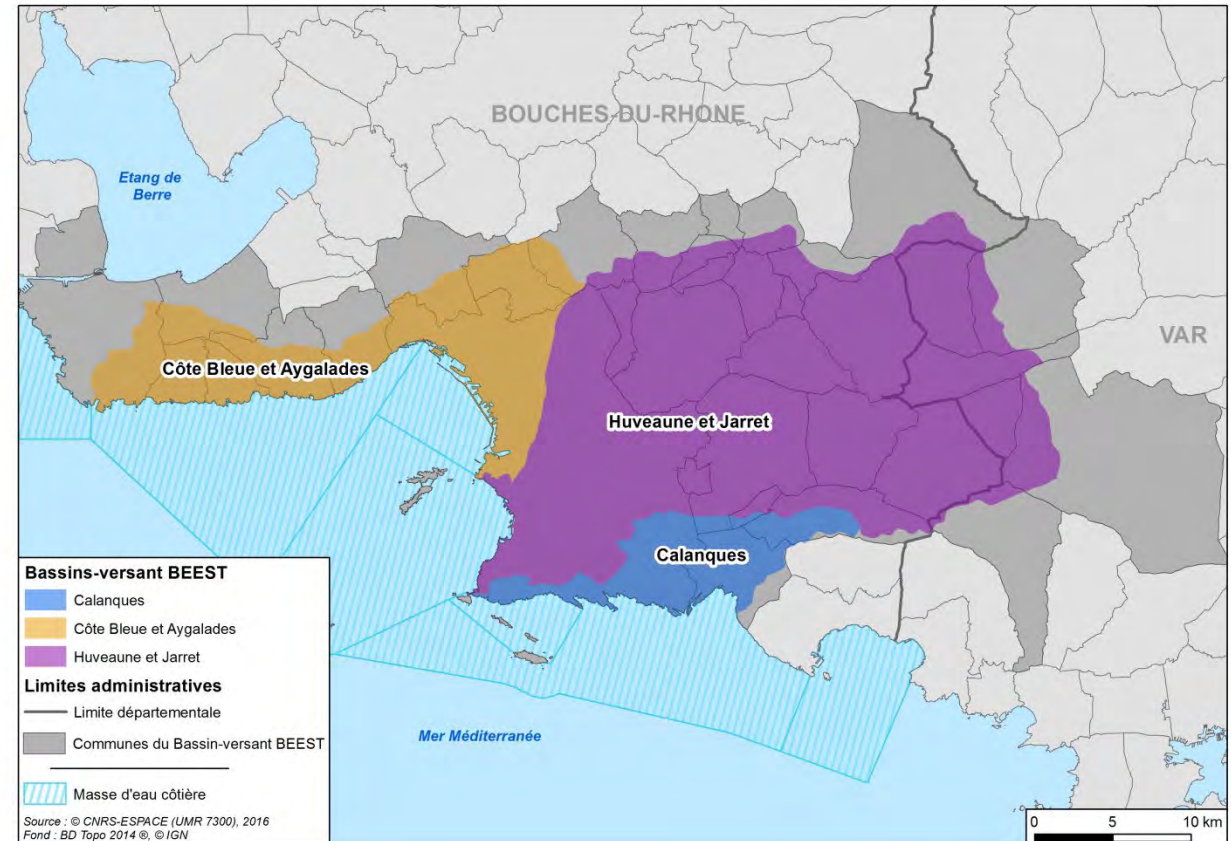 BOUCHES-DU-RHONE
Etang de
Berre
VAR
Côte Bleue et Aygalades
Huveaune et Jarret
Calanques
Mer Méditerranée
Bassins-versant BEEST
Calanques
Côte Bleue et Aygalades
Huveaune et Jarret
Limites administratives
Limite départementale
Communes du Bassin-versant BEEST
Masse d'eau côtière
Source : © CNRS-ESPACE (UMR 7300), 2016
Fond : BD Topo 2014 ®, © IGN
0 5 10 km